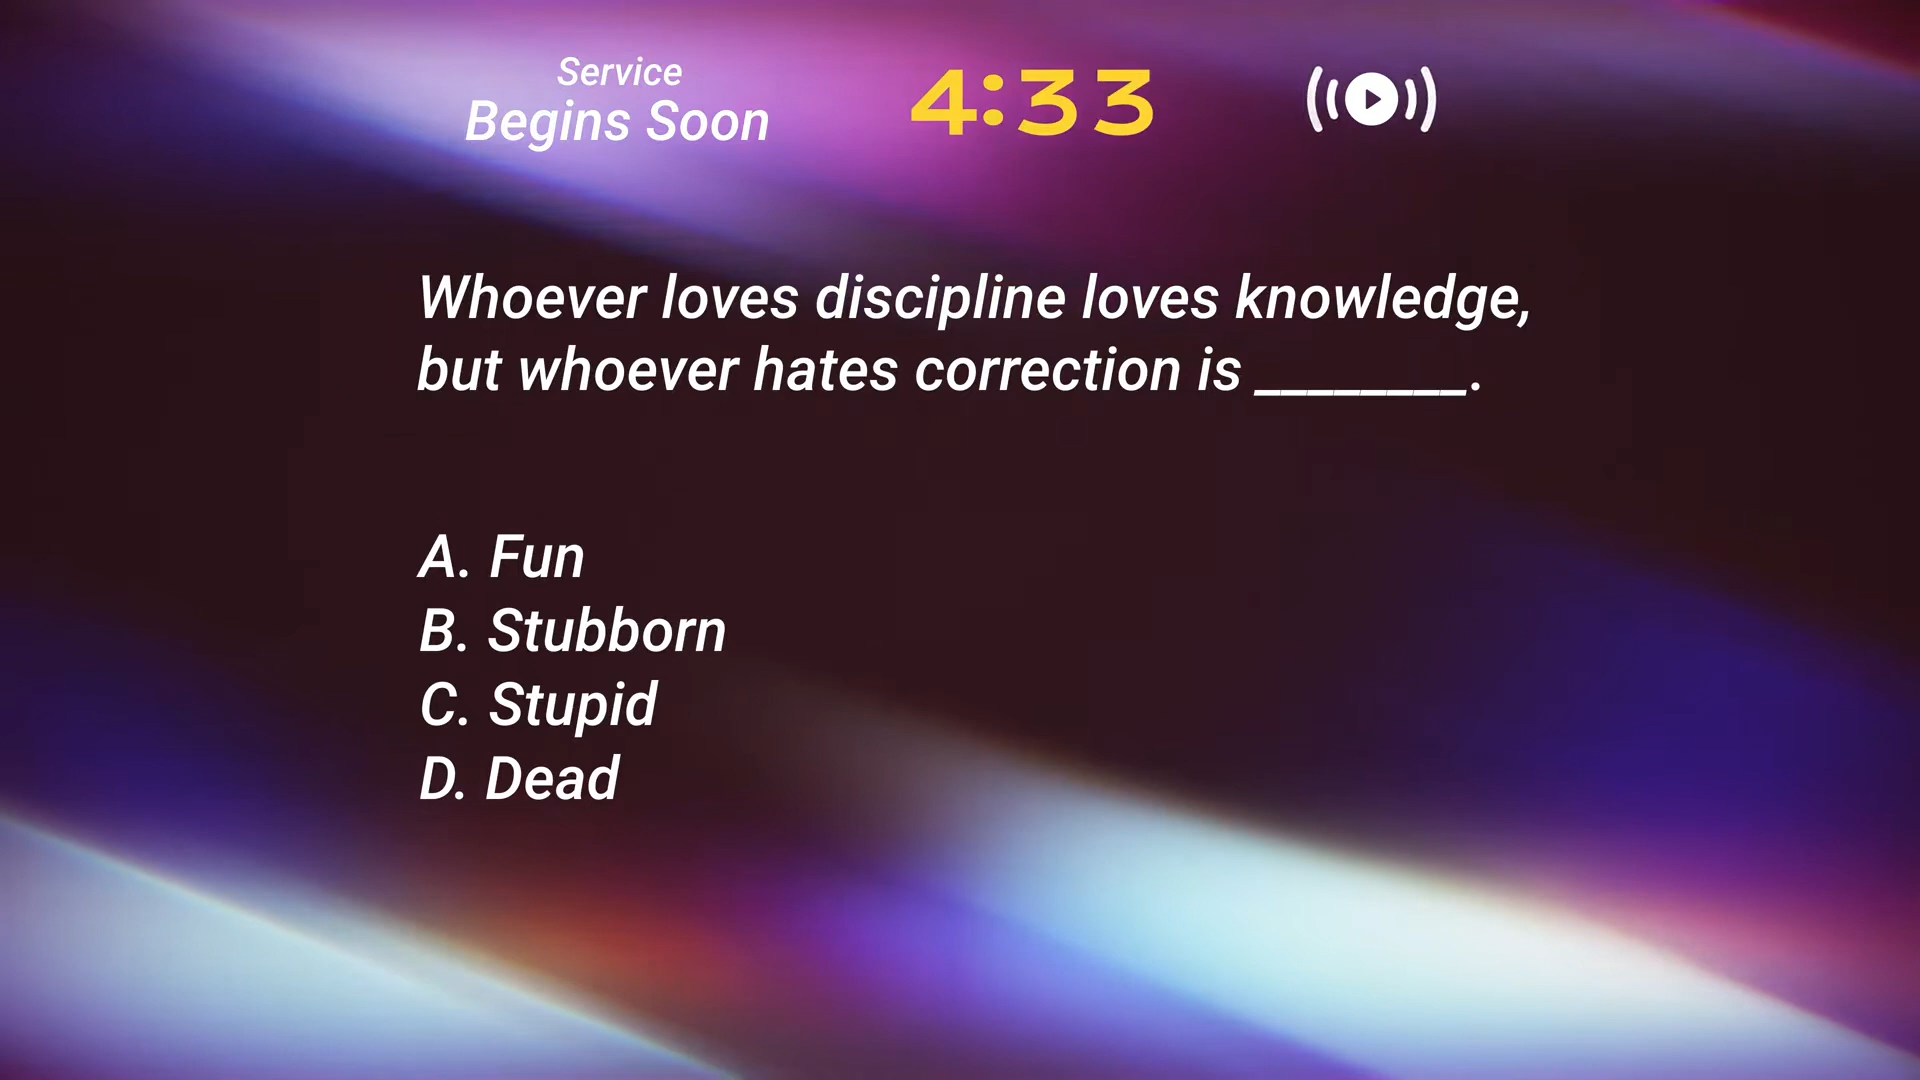 Service
Begins Soon
4:33
Whoever loves discipline loves knowledge,
but whoever hates correction is ________.
A. Fun
B. Stubborn
C. Stupid
D. Dead